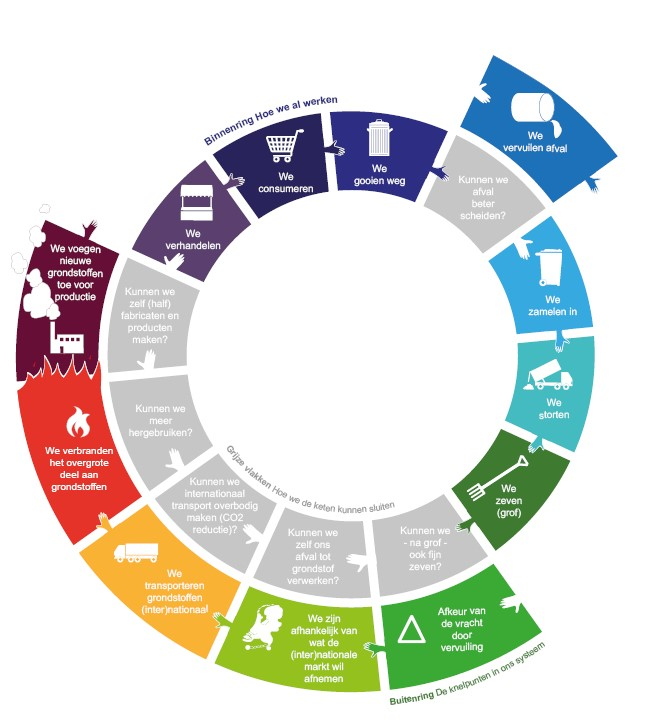 Binnenring Hoe we al werken
We
consumeren
We
gooien weg
We
vervuilen afval
Kunnen we
afval
beter
scheiden?
We
zamelen in
We
storten
We
zeven
(grof)
Kunnen we
- na grof -
ook fijn
zeven?
Afkeur van
de vracht
door
vervuiling
Buitenring De knelpunten in ons systeem
Kunnen we
zelf ons
afval tot
grondstof
verwerken?
We zijn
afhankelijk van
wat de
(inter)nationale
markt wil
afnemen
Grijze vlakken Hoe we de keten kunnen sluiten
Kunnen we
internationaal
transport overbodig
maken (CO2
reductie)?
We
transporteren
grondstoffen
(inter)nationaal
Kunnen we
meer
hergebruiken?
We verbranden
het overgrote
deel aan
grondstoffen
Kunnen we
zelf (half)
fabricaten en
producten
maken?
We voegen
nieuwe
grondstoffen
toe voor
productie
We
verhandelen